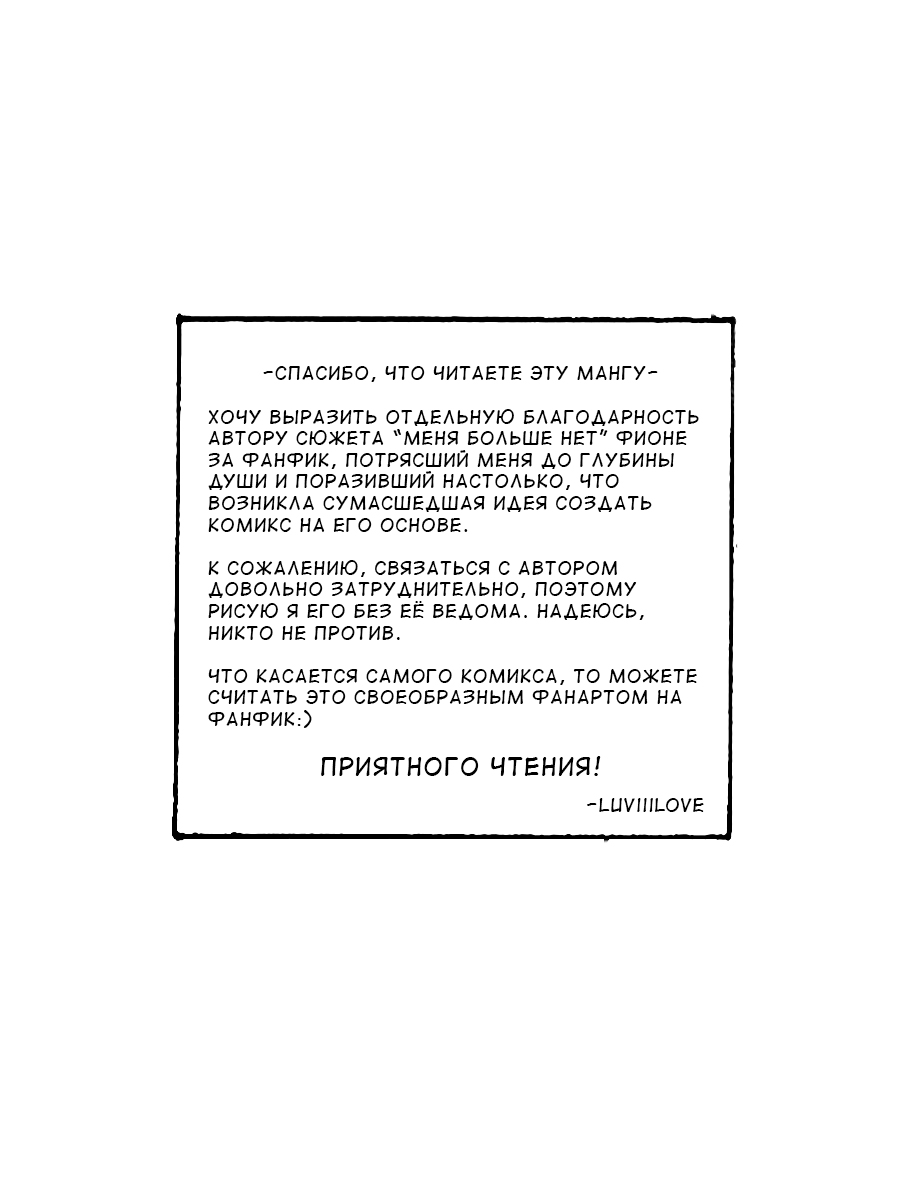 -СПАСИБО, ЧТО ЧИТАЕТЕ ЭТУ МАНГУ-
ХОЧУ ВЫРАЗИТЬ ОТДЕЛЬНУЮ БЛАГОДАРНОСТЬ
АВТОРУ СЮЖЕТА “МЕНЯ БОЛЬШЕ НЕТ” ФИОНЕ
ЗА ФАНФИК, ПОТРЯСШИЙ МЕНЯ ДО ГЛУБИНЫ
ДУШИ И ПОРАЗИВШИЙ НАСТОЛЬКО, ЧТО
ВОЗНИКЛА СУМАСШЕДШАЯ ИДЕЯ СОЗДАТЬ
КОМИКС НА ЕГО ОСНОВЕ.
К СОЖАЛЕНИЮ, СВЯЗАТЬСЯ С АВТОРОМ
ДОВОЛЬНО ЗАТРУДНИТЕЛЬНО, ПОЭТОМУ
РИСУЮ Я ЕГО БЕЗ ЕЁ ВЕДОМА. НАДЕЮСЬ,
НИКТО НЕ ПРОТИВ.
ЧТО КАСАЕТСЯ САМОГО КОМИКСА, ТО МОЖЕТЕ
СЧИТАТЬ ЭТО СВОЕОБРАЗНЫМ ФАНАРТОМ НА
ФАНФИК:)
ПРИЯТНОГО ЧТЕНИЯ!
-LUVIIILOVE